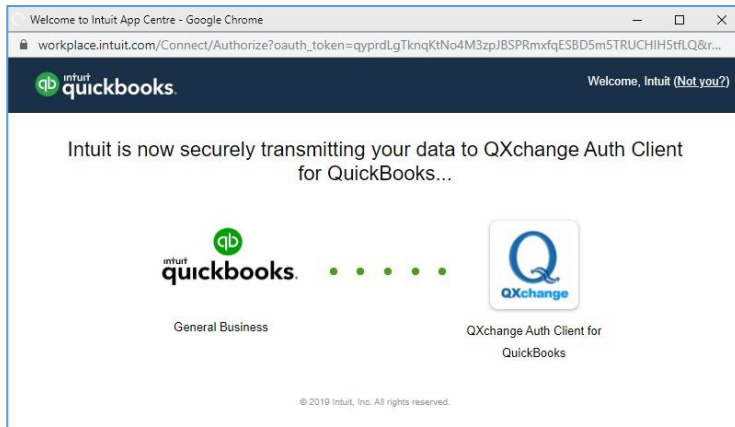 Welcome to Intuit App Centre - Google Chrome
workplace.intuit.com/Connect/Authorize?oauth_token=qyprdLgTknqKtNo4M3zpJBSPRmxfqESBD5m5TRUCHIH5tfLQ&r...
qb intuit quickbooks.
Welcome, Intuit (Not you?)
Intuit is now securely transmitting your data to QXchange Auth Client
for QuickBooks...
qb
intuit
quickbooks.
Q
QXchange
General Business
QXchange Auth Client for
QuickBooks
© 2019 Intuit, Inc. All rights reserved.